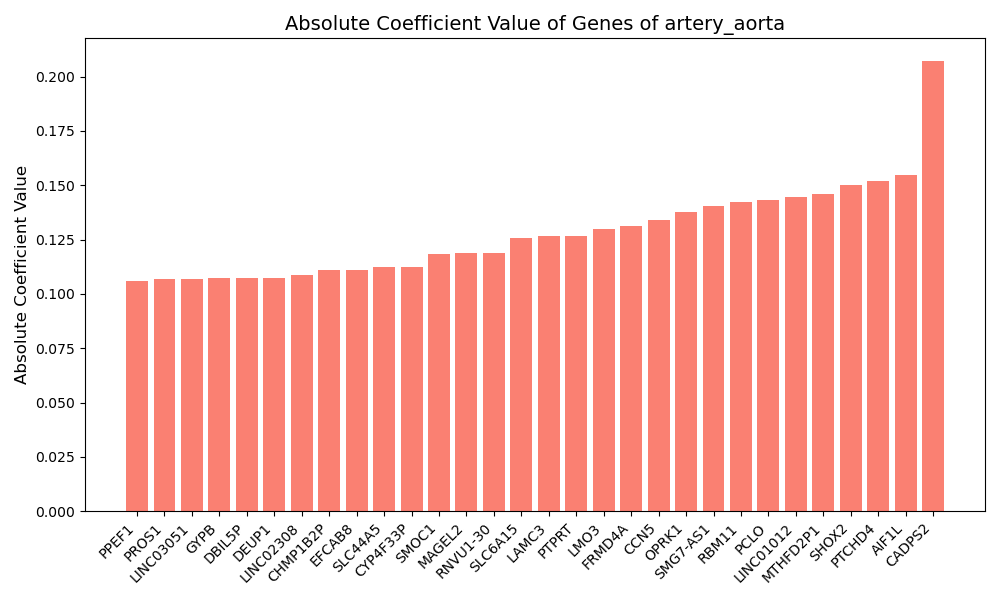 Absolute Coefficient Value of Genes of artery_aorta
Absolute Coefficient Value
0.200
0.175
0.150
0.125
0.100
0.075
0.050
0.025
0.000
PPEF1
PROS1
LINC03051
GYPB
DBIL5P
DEUP1
LINC02308
CHMP1B2P
EFCAB8
SLC44A5
CYP4F33P
SMOC1
MAGEL2
RNVU1-30
SLC6A15
LAMC3
PTPRT
LMO3
FRMD4A
CCN5
OPRK1
SMG7-AS1
RBM11
PCLO
LINC01012
MTHFD2P1
SHOX2
PTCHD4
AIF1L
CADPS2